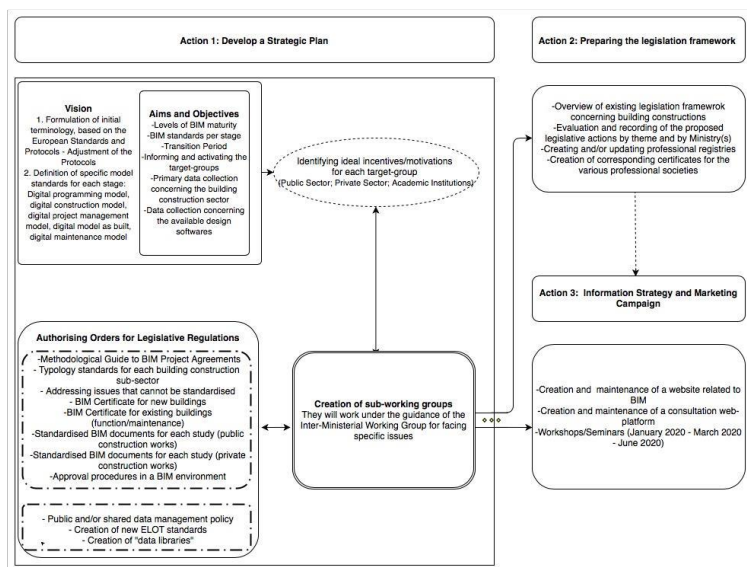 Action 1: Develop a Strategic Plan
Action 2: Preparing the legislation framework
Vision
1. Formulation of initial
terminology, based on the
European Standards and
Protocols - Adjustment of the
Protocols
2. Definition of specific model
standards for each stage:
Digital programming model,
digital construction model,
digital project management
model, digital model as built,
digital maintenance model
Aims and Objectives
-Levels of BIM maturity
-BIM standards per stage
-Transition Period
-Informing and activating the
target-groups
-Primary data collection
concerning the building
construction sector
-Data collection concerning
the available design
softwares
Identifying ideal incentives/motivations
for each target-group
(Public Sector; Private Sector; Academic Institutions)
-Overview of existing legislation framewrok
concerning building constructions
-Evaluation and recording of the proposed
legislative actions by theme and by Ministry(s)
-Creating and/or updating professional registries
-Creation of corresponding certificates for the
various professional societies
Action 3: Information Strategy and Marketing
Campaign
Authorising Orders for Legislative Regulations
-Methodological Guide to BIM Project Agreements
- Typology standards for each building construction
sub-sector
- Addressing issues that cannot be standardised
- BIM Certificate for new buildings
-BIM Certificate for existing buildings
(function/maintenance)
-Standardised BIM documents for each study (public
construction works)
-Standardised BIM documents for each study (private
construction works)
-Approval procedures in a BIM environment
- Public and/or shared data management policy
- Creation of new ELOT standards
- Creation of "data libraries"
Creation of sub-working groups
They will work under the guidance of the
Inter-Ministerial Working Group for facing
specific issues
-Creation and maintenance of a website related to
BIM
-Creation and maintenance of a consultation web-
platform
-Workshops/Seminars (January 2020 - March 2020
- June 2020)